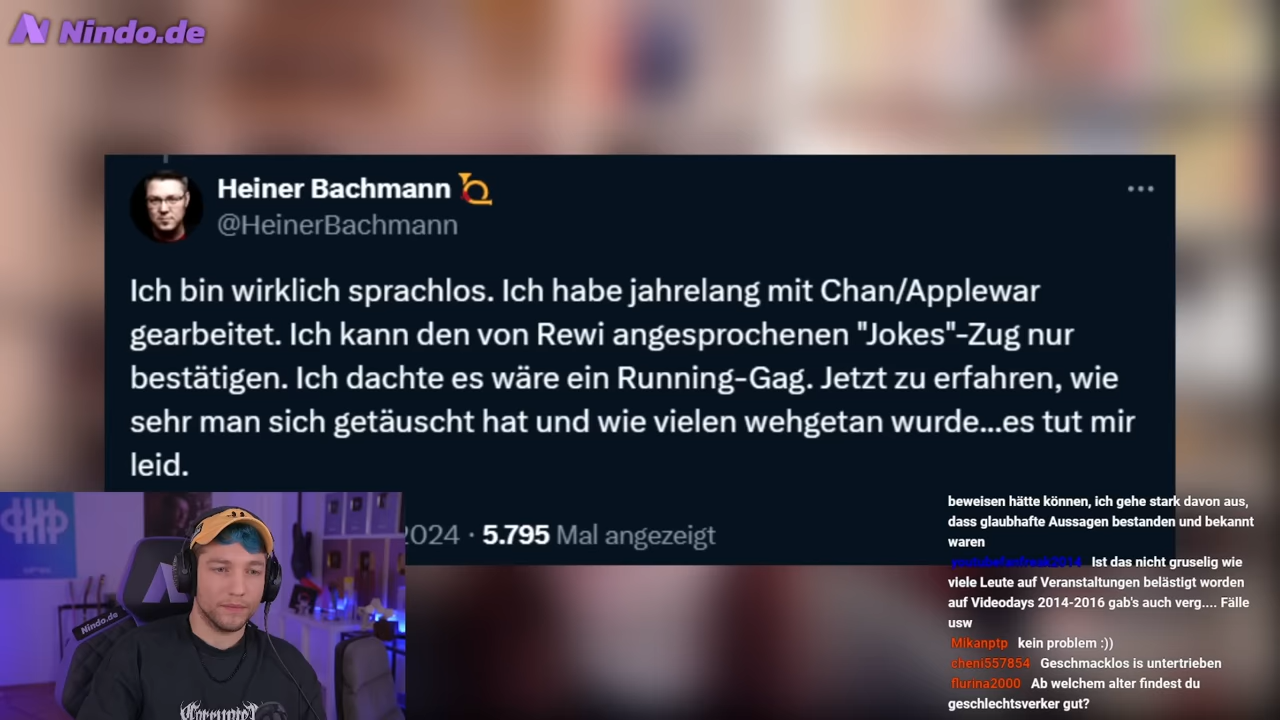 Nindo.de
Heiner Bachmann
@HeinerBachmann
Ich bin wirklich sprachlos. Ich habe jahrelang mit Chan/Applewar
gearbeitet. Ich kann den von Rewi angesprochenen "Jokes"-Zug nur
bestätigen. Ich dachte es wäre ein Running-Gag. Jetzt zu erfahren, wie
sehr man sich getäuscht hat und wie vielen wehgetan wurde...es tut mir
leid.
2024 · 5.795 Mal angezeigt
Nindo.de
beweisen hätte können, ich gehe stark davon aus,
dass glaubhafte Aussagen bestanden und bekannt
waren
Ist das nicht gruselig wie
viele Leute auf Veranstaltungen belästigt worden
auf Videodays 2014-2016 gab's auch verg.... Fälle
usw
Mikanptp kein problem :))
cheni557854 Geschmacklos is untertrieben
flurina2000 Ab welchem alter findest du
geschlechtsverker gut?